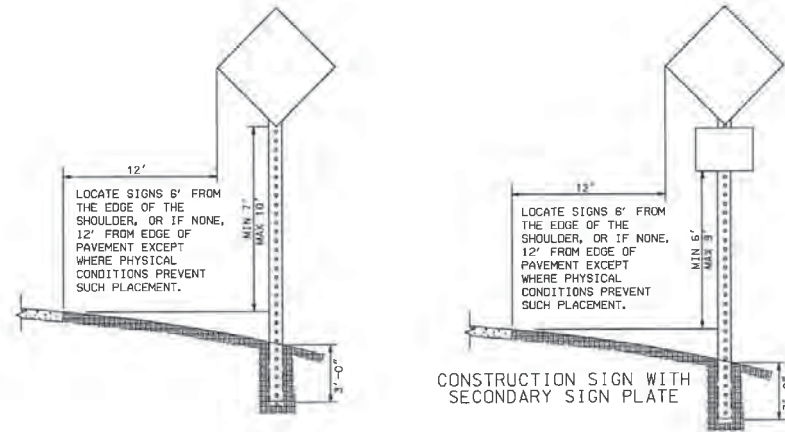 12'
LOCATE SIGNS 6' FROM
THE EDGE OF THE
SHOULDER, OR IF NONE,
12' FROM EDGE OF
PAVEMENT EXCEPT
WHERE PHYSICAL
CONDITIONS PREVENT
SUCH PLACEMENT.
MIN 7'
MAX 10'
3'-0"
12'
LOCATE SIGNS 6' FROM
THE EDGE OF THE
SHOULDER, OR IF NONE,
12' FROM EDGE OF
PAVEMENT EXCEPT
WHERE PHYSICAL
CONDITIONS PREVENT
SUCH PLACEMENT.
MIN 6'
MAX 9'
CONSTRUCTION SIGN WITH
SECONDARY SIGN PLATE